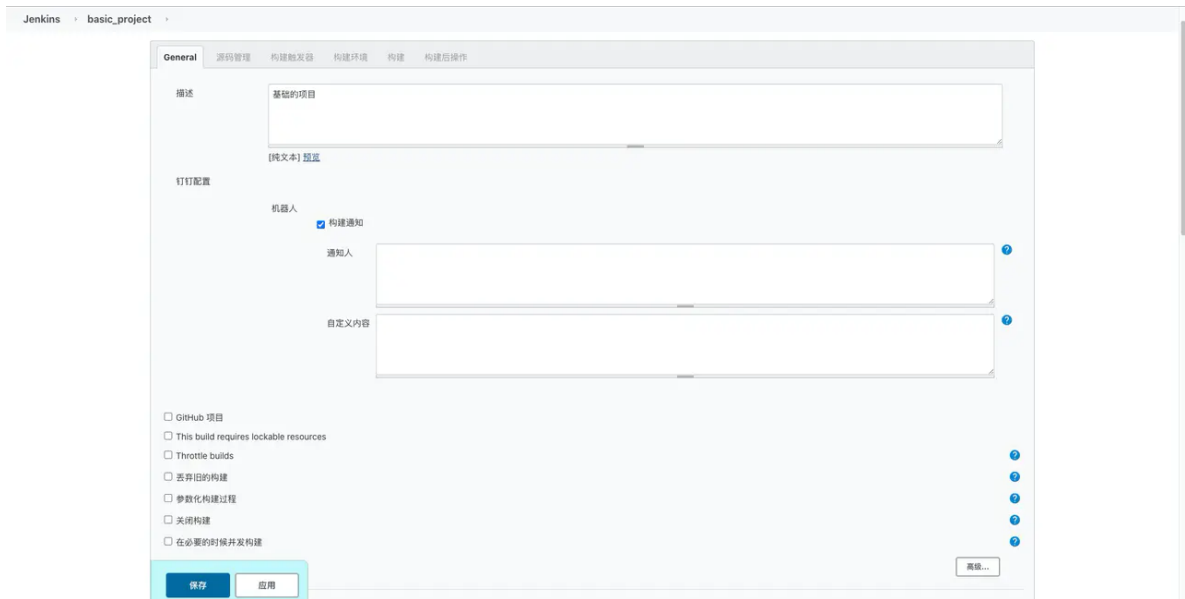 Jenkins › basic_project ›
General 源码管理 构建触发器 构建环境 构建 构建后操作
描述
基础的项目
[纯文本] 预览
钉钉配置
机器人
构建通知
通知人
?
自定义内容
?
GitHub 项目
This build requires lockable resources
Throttle builds ?
丢弃旧的构建 ?
参数化构建过程 ?
关闭构建 ?
在必要的时候并发构建 ?
高级...
保存 应用